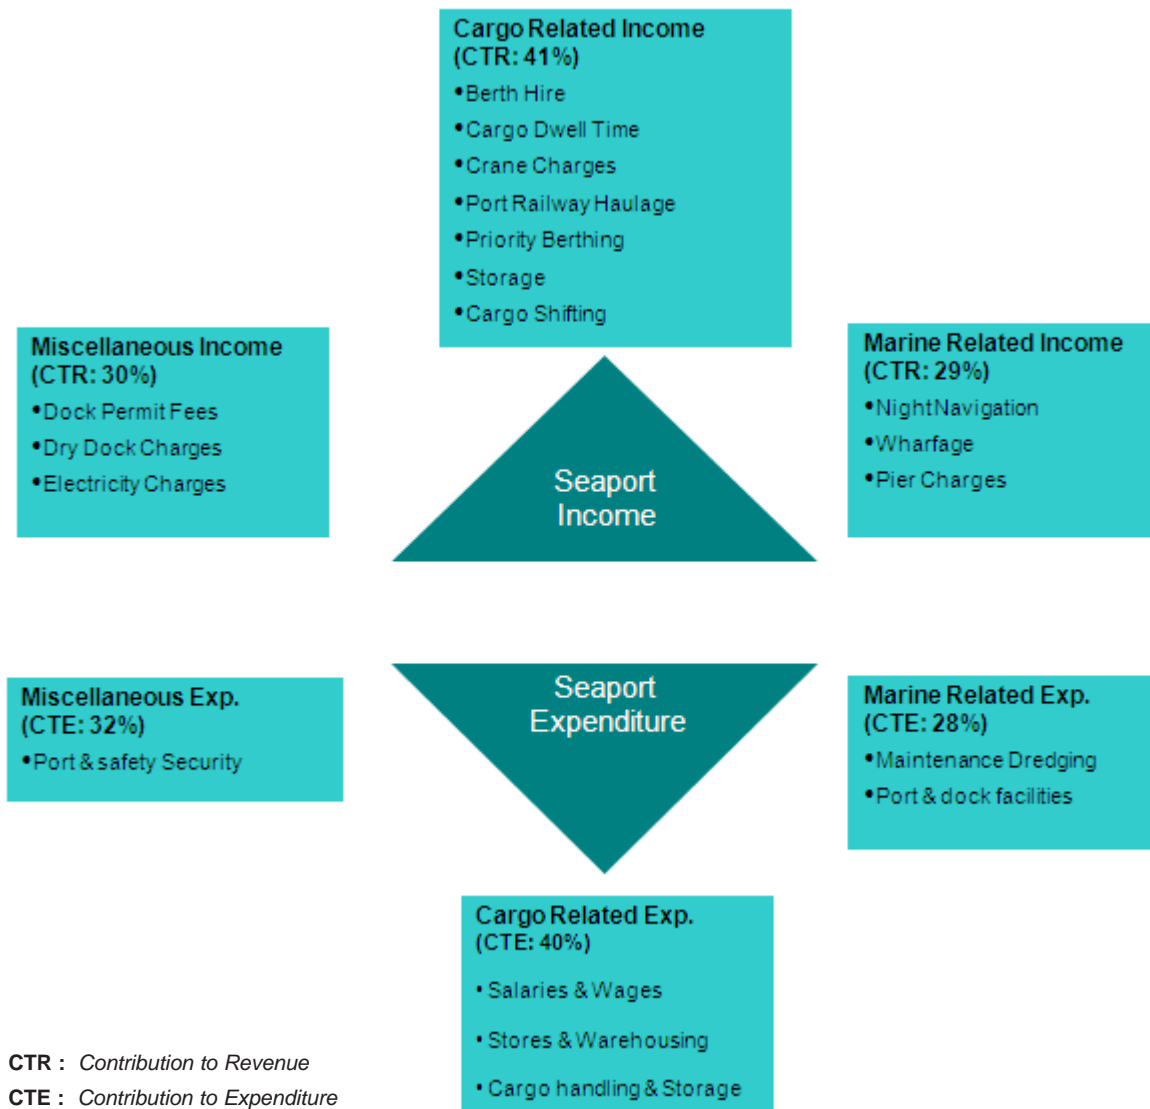 Cargo Related Income
(CTR: 41%)
•Berth Hire
•Cargo Dwell Time
•Crane Charges
•Port Railway Haulage
•Priority Berthing
•Storage
•Cargo Shifting
Miscellaneous Income
(CTR: 30%)
•Dock Permit Fees
•Dry Dock Charges
•Electricity Charges
Marine Related Income
(CTR: 29%)
•Night Navigation
•Wharfage
•Pier Charges
Seaport
Income
Miscellaneous Exp.
(CTE: 32%)
•Port & safety Security
Seaport
Expenditure
Marine Related Exp.
(CTE: 28%)
•Maintenance Dredging
•Port & dock facilities
Cargo Related Exp.
(CTE: 40%)
•Salaries & Wages
•Stores & Warehousing
•Cargo handling & Storage
CTR : Contribution to Revenue
CTE : Contribution to Expenditure